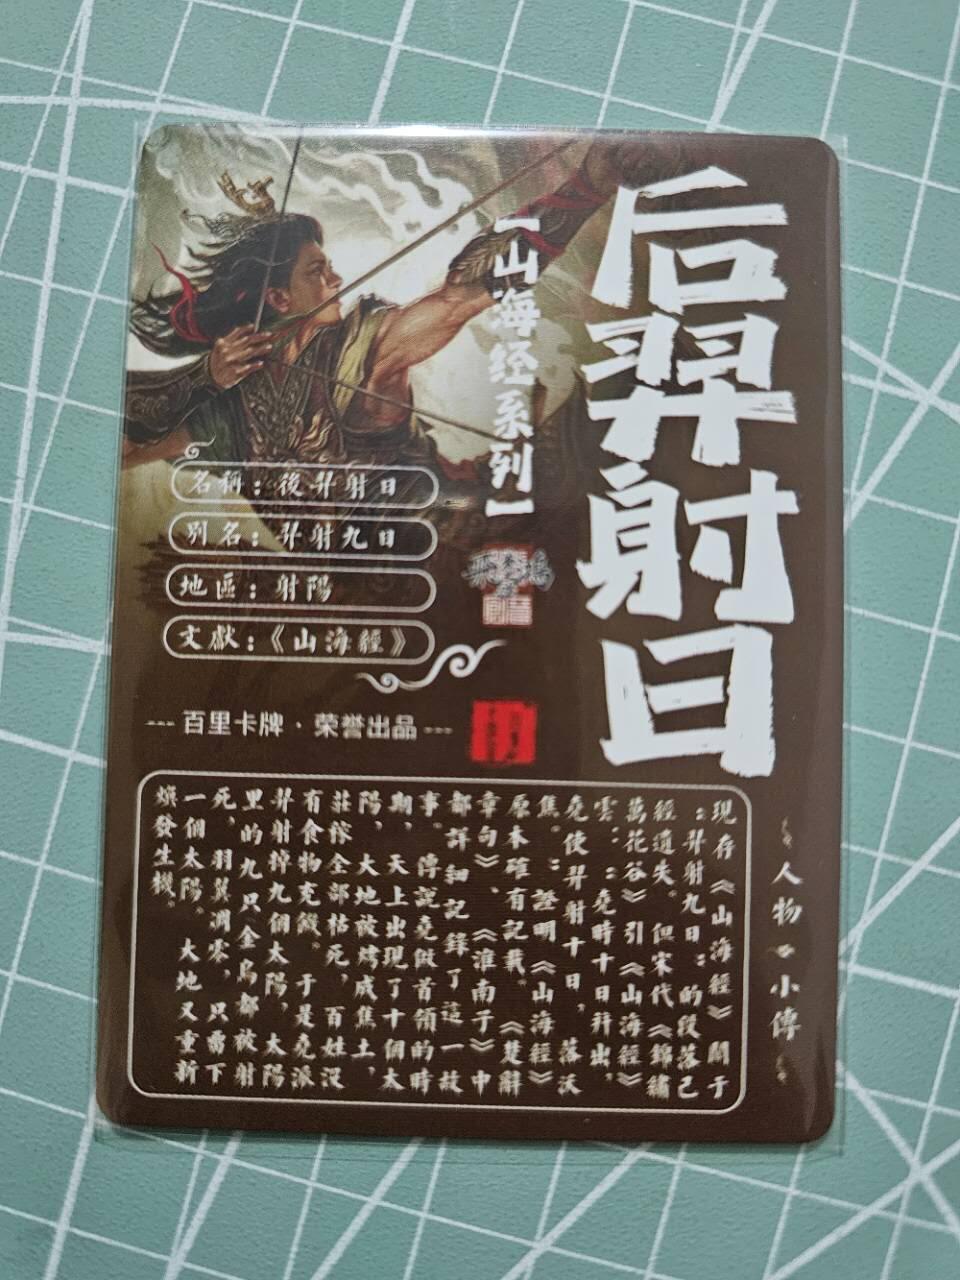 后羿射日
【山海经系列】
名稱：後羿射日
別名：羿射九日
地區：射陽
文獻：《山海經》
--- 百里卡牌 · 荣誉出品 ---
人物 小傳
現存《山海經》關于
：羿射九日：的段落已
經遺失。但宋代《錦繡
萬花谷》引《山海經》
雲：：堯時十日并出，
堯使羿射十日，落沃
焦。：證明《山海經》
原本確有記載。《楚辭
章句》、《淮南子》中
都詳細記錄了這一故
事。傳說堯做首領的時
期，天上出現了十個太
陽，大地被烤成焦土，
莊稼全部枯死，百姓沒
有食物充饑。于是堯派
羿射掉九個太陽，太陽
里的九只金烏都被射
死，羽翼凋零，只留下
一個太陽。大地又重新
煥發生機。